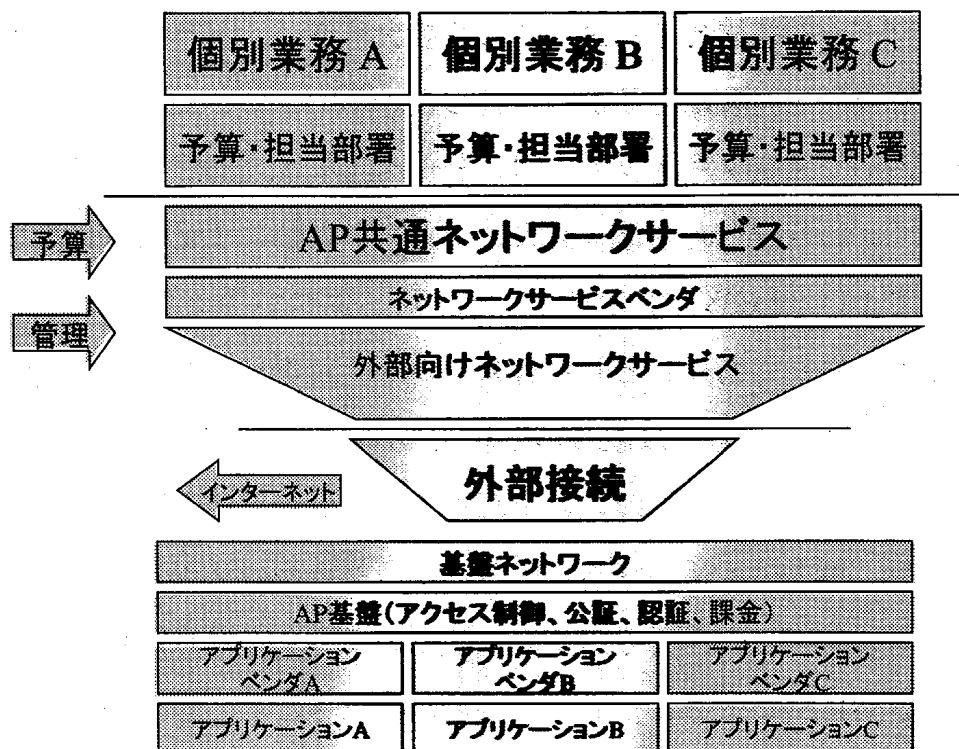 個別業務A 個別業務B 個別業務C
予算・担当部署 予算・担当部署 予算・担当部署
予算
AP共通ネットワークサービス
ネットワークサービスベンダ
管理
外部向けネットワークサービス
外部接続
インターネット
基盤ネットワーク
AP基盤(アクセス制御、公証、認証、課金)
アプリケーション
ベンダA
アプリケーション
ベンダB
アプリケーション
ベンダC
アプリケーションA アプリケーションB アプリケーションC